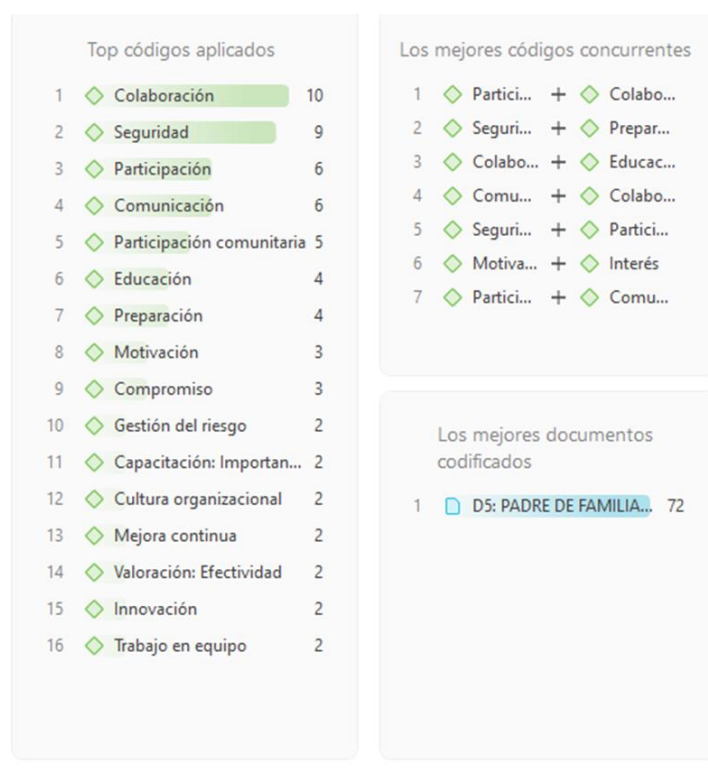 Top códigos aplicados
1 Colaboración 10
2 Seguridad 9
3 Participación 6
4 Comunicación 6
5 Participación comunitaria 5
6 Educación 4
7 Preparación 4
8 Motivación 3
9 Compromiso 3
10 Gestión del riesgo 2
11 Capacitación: Importan... 2
12 Cultura organizacional 2
13 Mejora continua 2
14 Valoración: Efectividad 2
15 Innovación 2
16 Trabajo en equipo 2
Los mejores códigos concurrentes
1 Partici... + Colabo...
2 Seguri... + Prepar...
3 Colabo... + Educac...
4 Comu... + Colabo...
5 Seguri... + Partici...
6 Motiva... + Interés
7 Partici... + Comu...
Los mejores documentos
codificados
1 D5: PADRE DE FAMILIA... 72